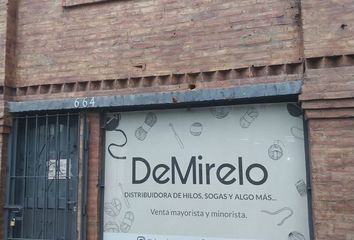 664
DeMirelo
DISTRIBUIDORA DE HILOS, SOGAS Y ALGO MÁS...
Venta mayorista y minorista.